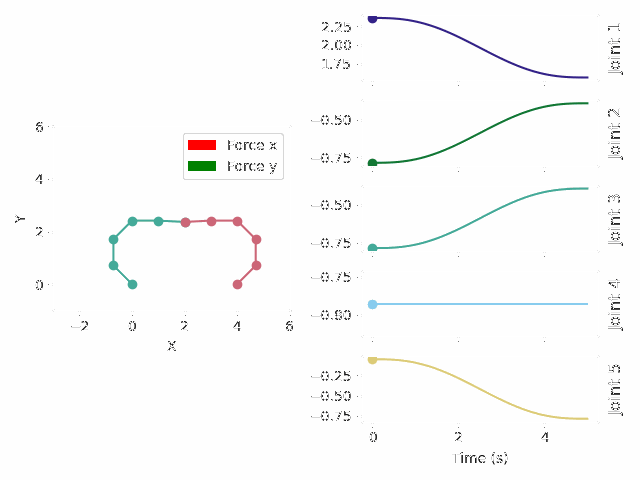 6
4
2
0
Y
−2
0
2
4
6
X
Force x
Force y
2.25
2.00
1.75
Joint 1
−0.50
−0.75
Joint 2
−0.50
−0.75
Joint 3
−0.75
−0.80
Joint 4
−0.25
−0.50
−0.75
Joint 5
0
2
4
Time (s)